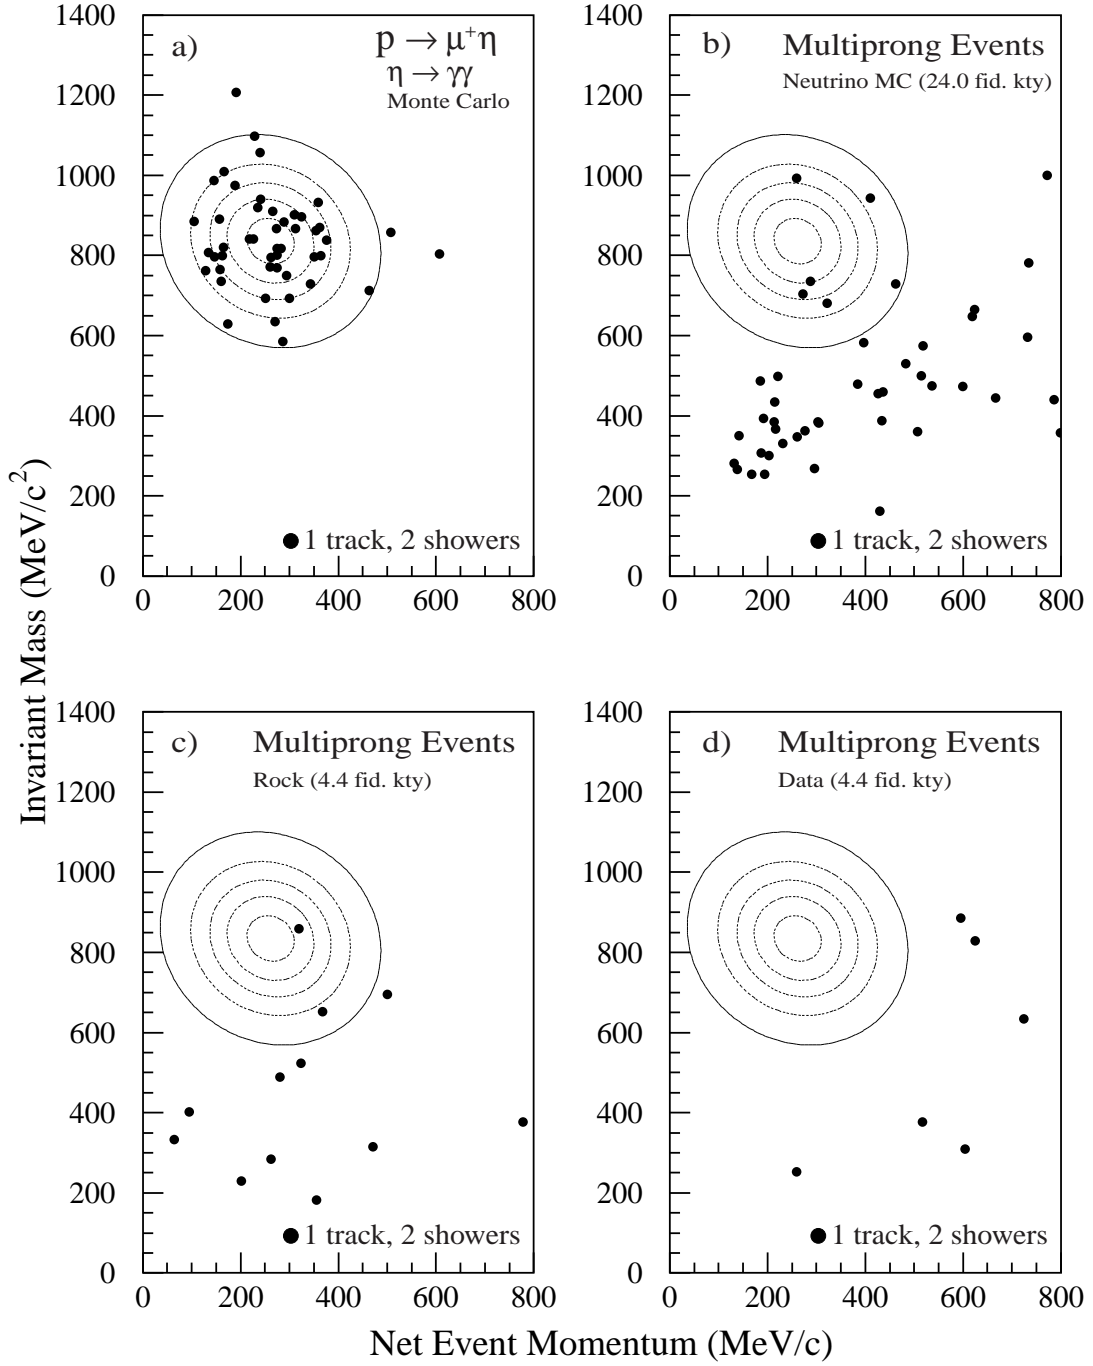 Invariant Mass (MeV/c²)
a)
p → μ⁺η
η → γγ
Monte Carlo
1400
1200
1000
800
600
400
200
0
1 track, 2 showers
0 200 400 600 800
b)
Multiprong Events
Neutrino MC (24.0 fid. kty)
1400
1200
1000
800
600
400
200
0
1 track, 2 showers
0 200 400 600 800
c)
Multiprong Events
Rock (4.4 fid. kty)
1400
1200
1000
800
600
400
200
0
1 track, 2 showers
0 200 400 600 800
d)
Multiprong Events
Data (4.4 fid. kty)
1400
1200
1000
800
600
400
200
0
1 track, 2 showers
0 200 400 600 800
Net Event Momentum (MeV/c)